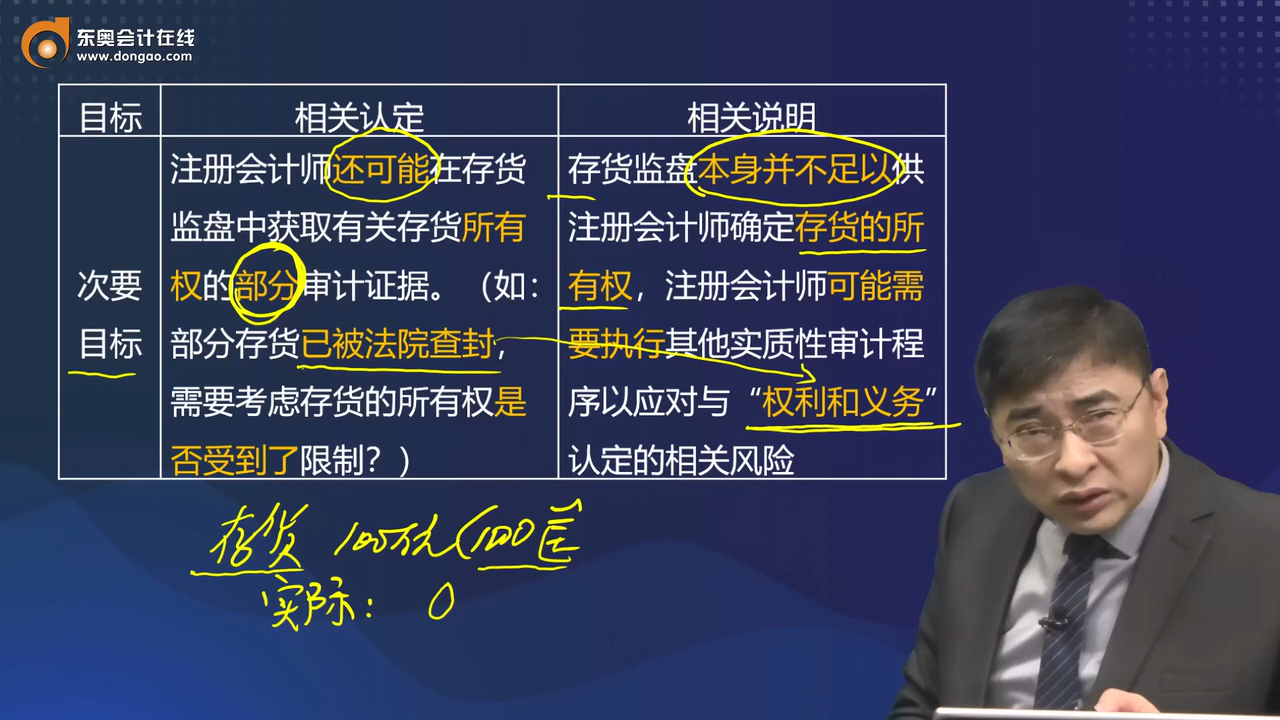 东奥会计在线
www.dongao.com
目标
相关认定
相关说明
次要
目标
注册会计师还可能在存货
监盘中获取有关存货所有
权的部分审计证据。（如：
部分存货已被法院查封，
需要考虑存货的所有权是
否受到了限制？）
存货监盘本身并不足以供
注册会计师确定存货的所
有权，注册会计师可能需
要执行其他实质性审计程
序以应对与“权利和义务”
认定的相关风险
存货 100万元(100
实际：0